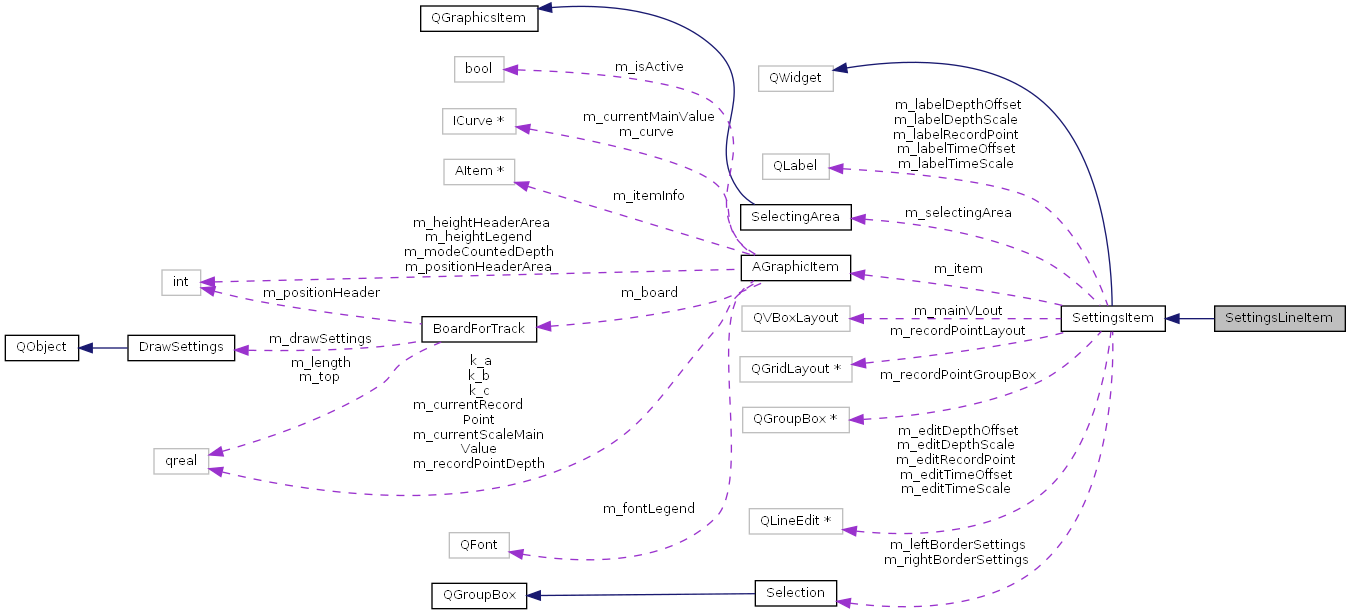 QGraphicsItem
bool
m_isActive
QWidget
ICurve *
m_currentMainValue
m_curve
m_labelDepthOffset
m_labelDepthScale
m_labelRecordPoint
m_labelTimeOffset
m_labelTimeScale
AItem *
QLabel
m_itemInfo
SelectingArea
m_selectingArea
m_heightHeaderArea
m_heightLegend
m_modeCountedDepth
m_positionHeaderArea
AGraphicItem
m_item
int
m_positionHeader
m_board
QVBoxLayout
m_mainVLout
SettingsItem
SettingsLineItem
BoardForTrack
m_recordPointLayout
QObject
DrawSettings
m_drawSettings
m_length
m_top
QGridLayout *
m_recordPointGroupBox
k_a
k_b
k_c
m_currentRecord
Point
m_currentScaleMain
Value
m_recordPointDepth
QGroupBox *
m_editDepthOffset
m_editDepthScale
m_editRecordPoint
m_editTimeOffset
m_editTimeScale
qreal
m_fontLegend
QLineEdit *
QFont
m_leftBorderSettings
m_rightBorderSettings
QGroupBox
Selection